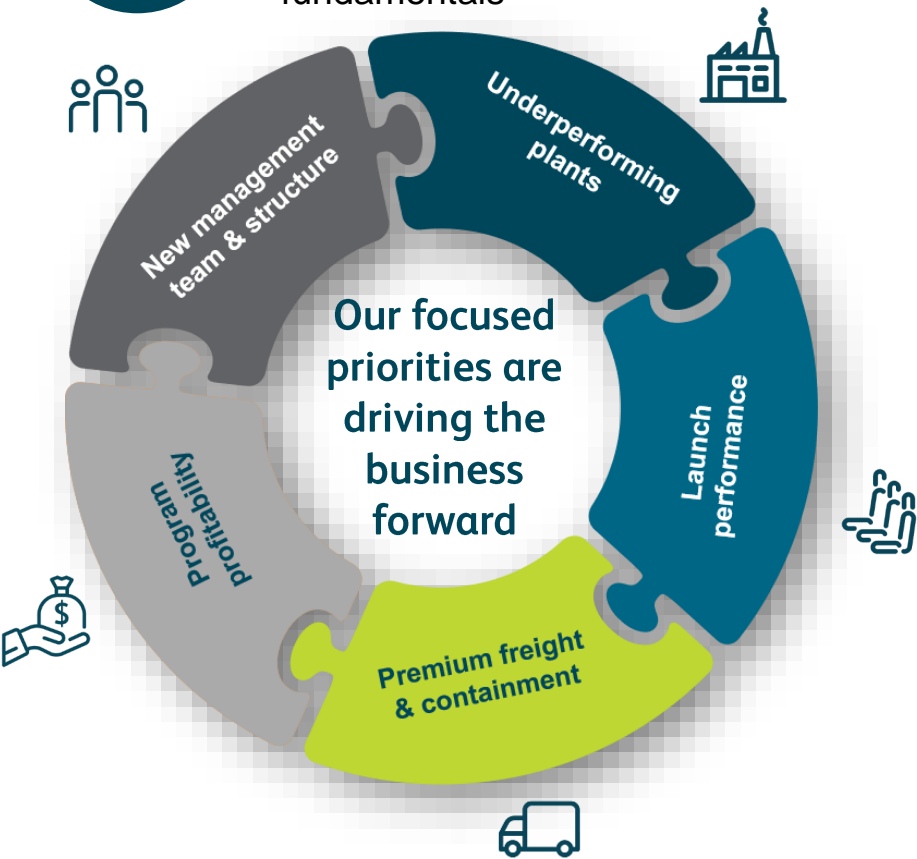 fundamentals
New management
team & structure
Underperforming
plants
Launch
performance
Premium freight
& containment
Program
profitability
Our focused
priorities are
driving the
business
forward
$